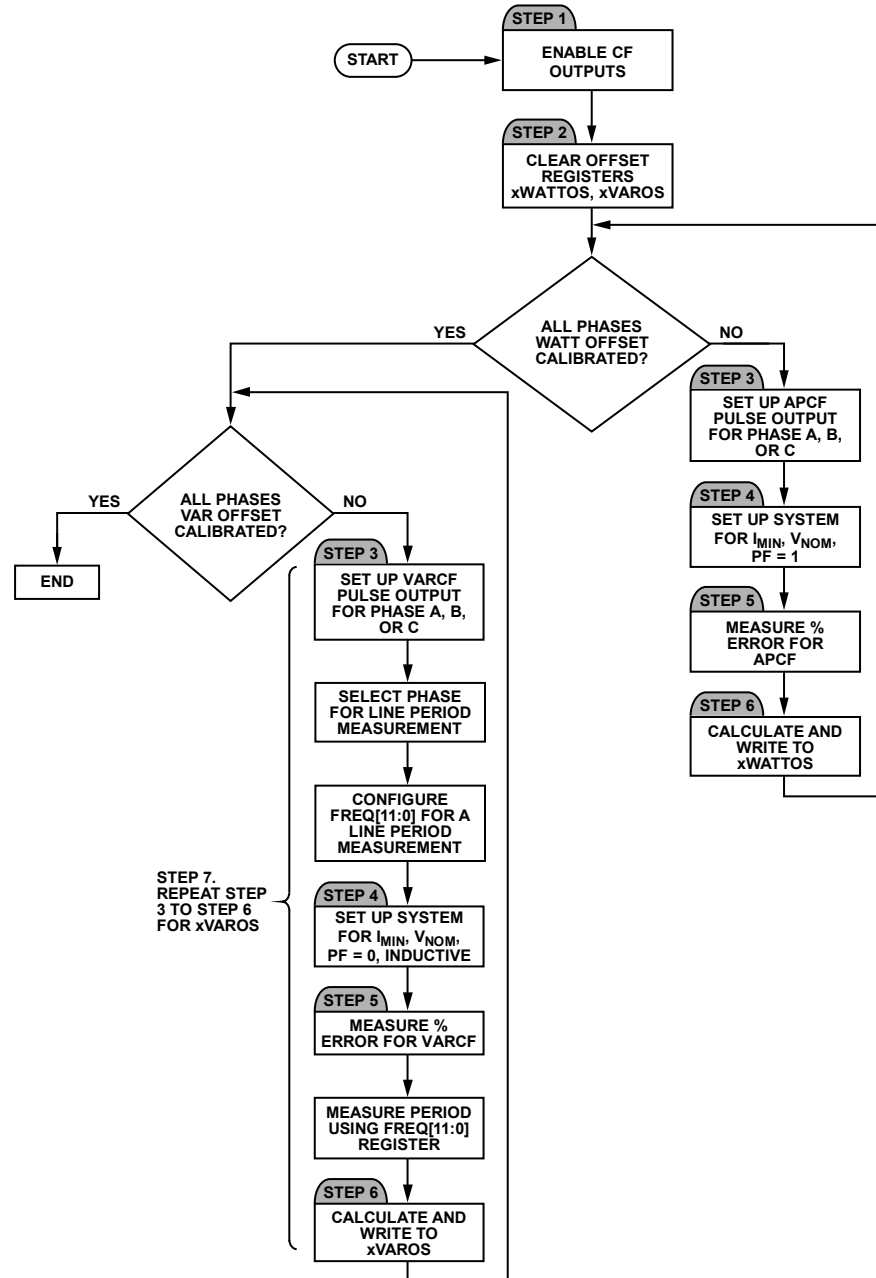 STEP 1
START
ENABLE CF
OUTPUTS
STEP 2
CLEAR OFFSET
REGISTERS
xWATTOS, xVAROS
YES
ALL PHASES
WATT OFFSET
CALIBRATED?
NO
STEP 3
SET UP APCF
PULSE OUTPUT
FOR PHASE A, B,
OR C
STEP 4
SET UP SYSTEM
FOR I_MIN, V_NOM,
PF = 1
STEP 5
MEASURE %
ERROR FOR
APCF
STEP 6
CALCULATE AND
WRITE TO
xWATTOS
YES
ALL PHASES
VAR OFFSET
CALIBRATED?
NO
END
STEP 3
SET UP VARCF
PULSE OUTPUT
FOR PHASE A, B,
OR C
SELECT PHASE
FOR LINE PERIOD
MEASUREMENT
CONFIGURE
FREQ[11:0] FOR A
LINE PERIOD
MEASUREMENT
STEP 7.
REPEAT STEP
3 TO STEP 6
FOR xVAROS
STEP 4
SET UP SYSTEM
FOR I_MIN, V_NOM,
PF = 0, INDUCTIVE
STEP 5
MEASURE %
ERROR FOR VARCF
MEASURE PERIOD
USING FREQ[11:0]
REGISTER
STEP 6
CALCULATE AND
WRITE TO
xVAROS